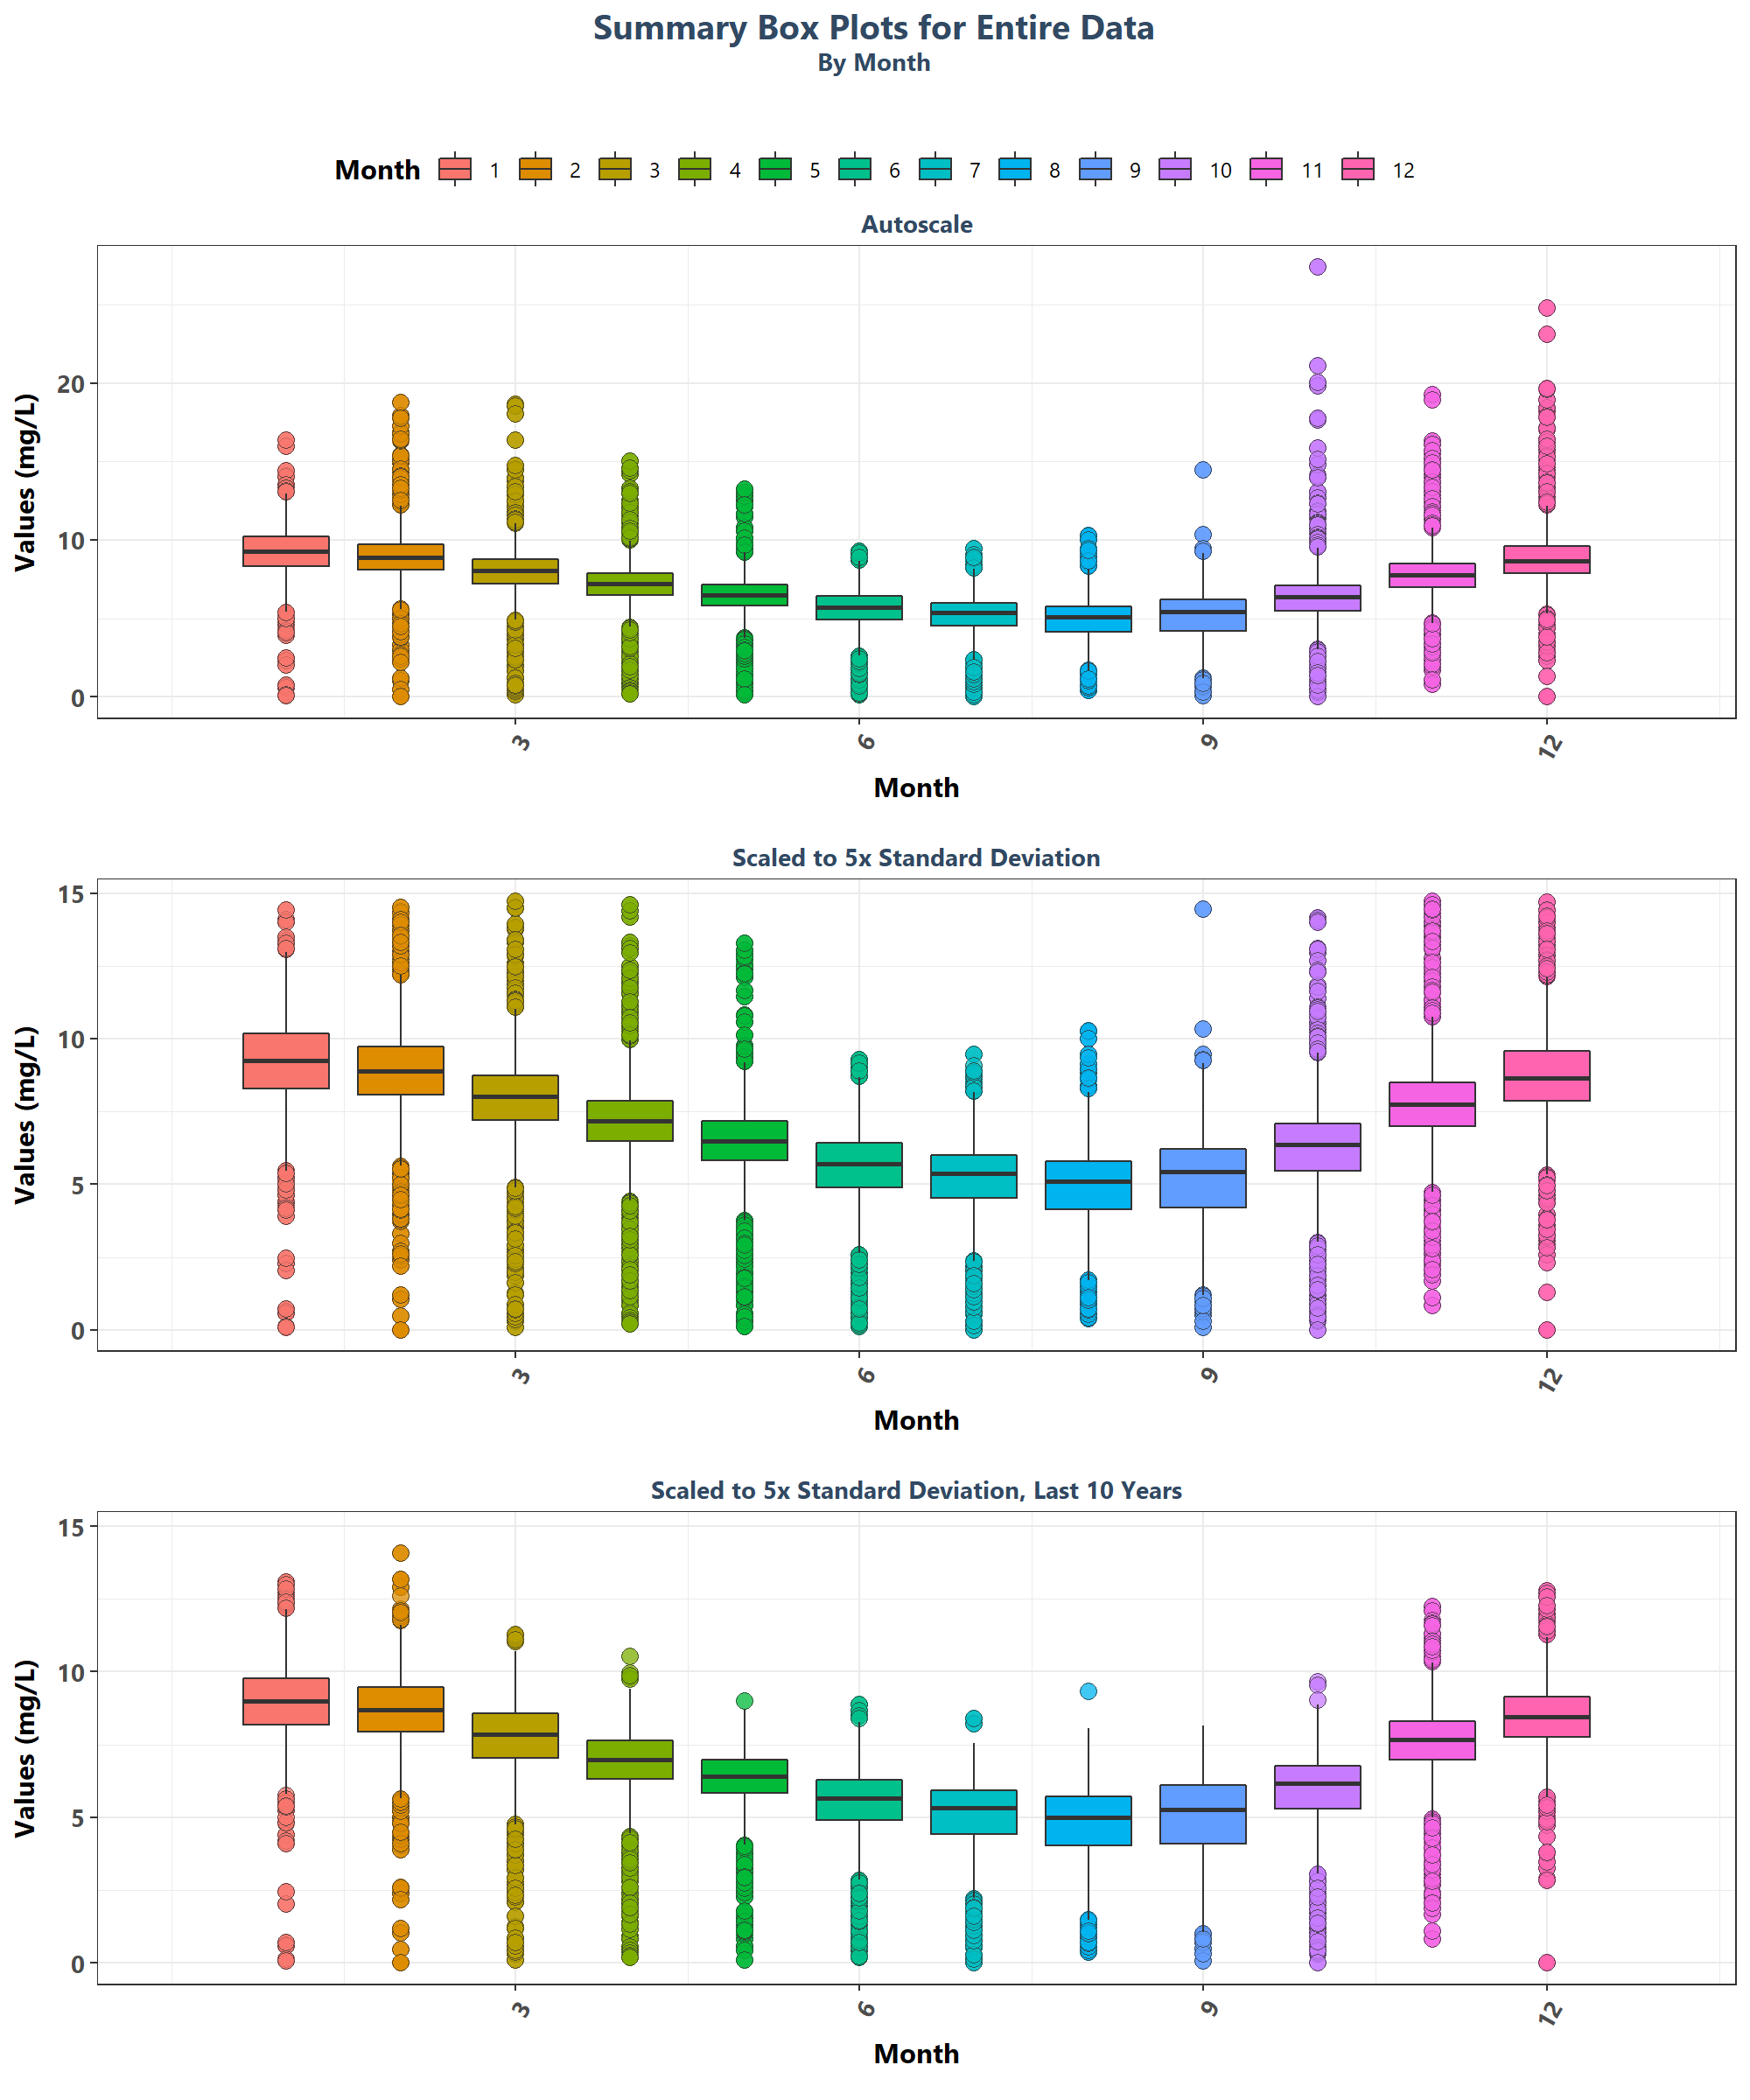 Summary Box Plots for Entire Data
By Month
Month 1 2 3 4 5 6 7 8 9 10 11 12
Autoscale
Values (mg/L)
20
10
0
3 6 9 12
Month
Scaled to 5x Standard Deviation
Values (mg/L)
15
10
5
0
3 6 9 12
Month
Scaled to 5x Standard Deviation, Last 10 Years
Values (mg/L)
15
10
5
0
3 6 9 12
Month